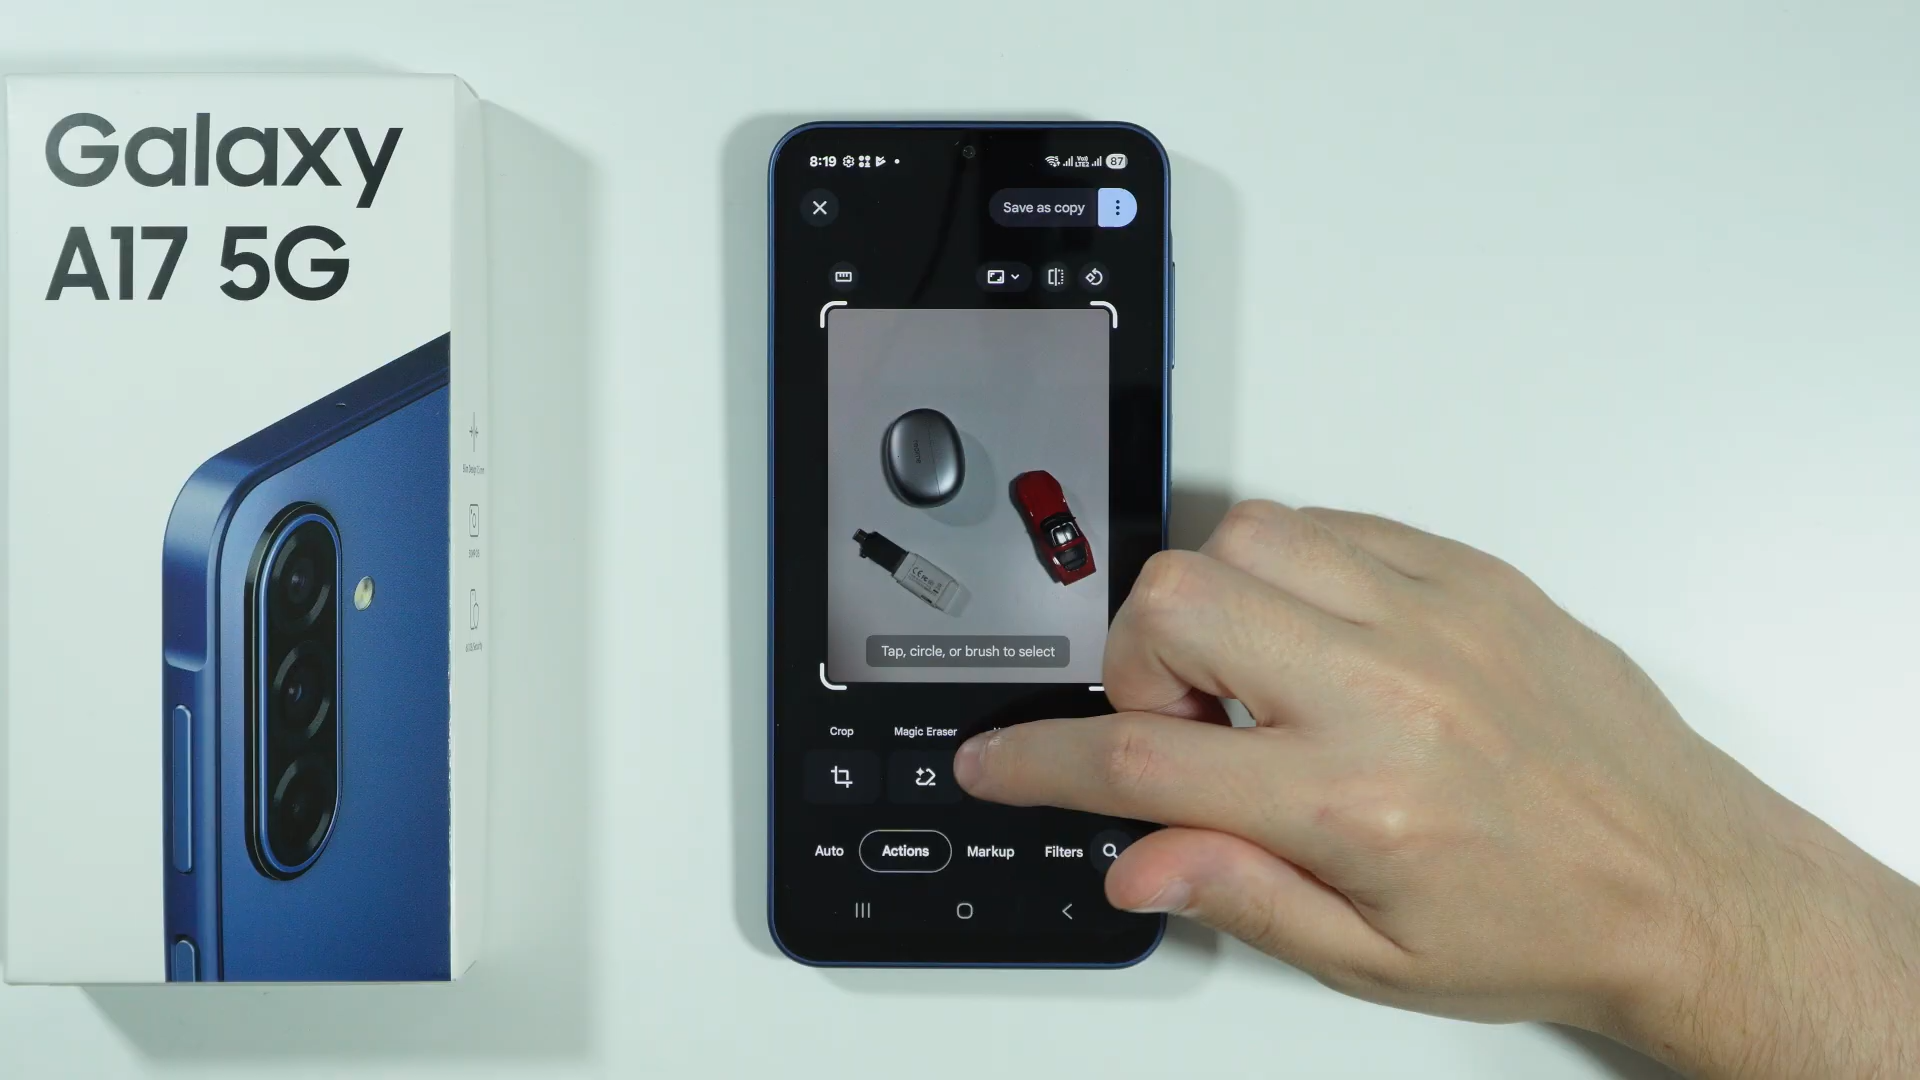 Galaxy
A17 5G
8:19
87
Save as copy
Tap, circle, or brush to select
Crop
Magic Eraser
Auto
Actions
Markup
Filters